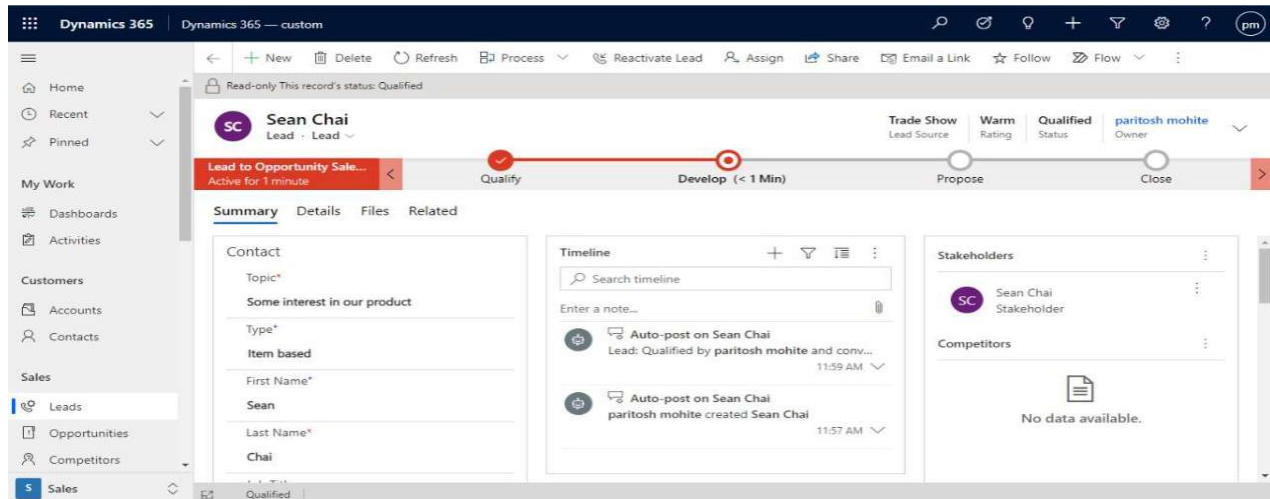 Dynamics 365 Dynamics 365 — custom pm
New Delete Refresh Process Reactivate Lead Assign Share Email a Link Follow Flow
Read-only This record's status: Qualified
Home
Recent
Pinned
My Work
Dashboards
Activities
Customers
Accounts
Contacts
Sales
Leads
Opportunities
Competitors
S Sales
SC Sean Chai
Lead · Lead
Trade Show Warm Qualified paritosh mohite
Lead Source Rating Status Owner
Lead to Opportunity Sale...
Active for 1 minute
Qualify Develop (< 1 Min) Propose Close
Summary Details Files Related
Contact
Topic*
Some interest in our product
Type*
Item based
First Name*
Sean
Last Name*
Chai
Timeline
Search timeline
Enter a note...
Auto-post on Sean Chai
Lead: Qualified by paritosh mohite and conv...
11:59 AM
Auto-post on Sean Chai
paritosh mohite created Sean Chai
11:57 AM
Stakeholders
SC Sean Chai
Stakeholder
Competitors
No data available.
Qualified